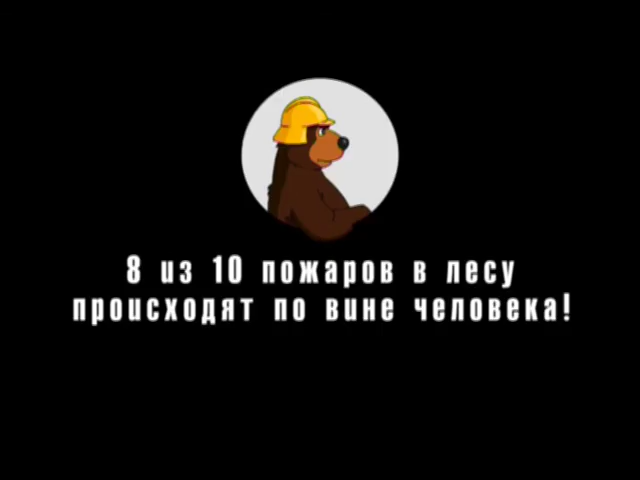 8 из 10 пожаров в лесу
происходят по вине человека!